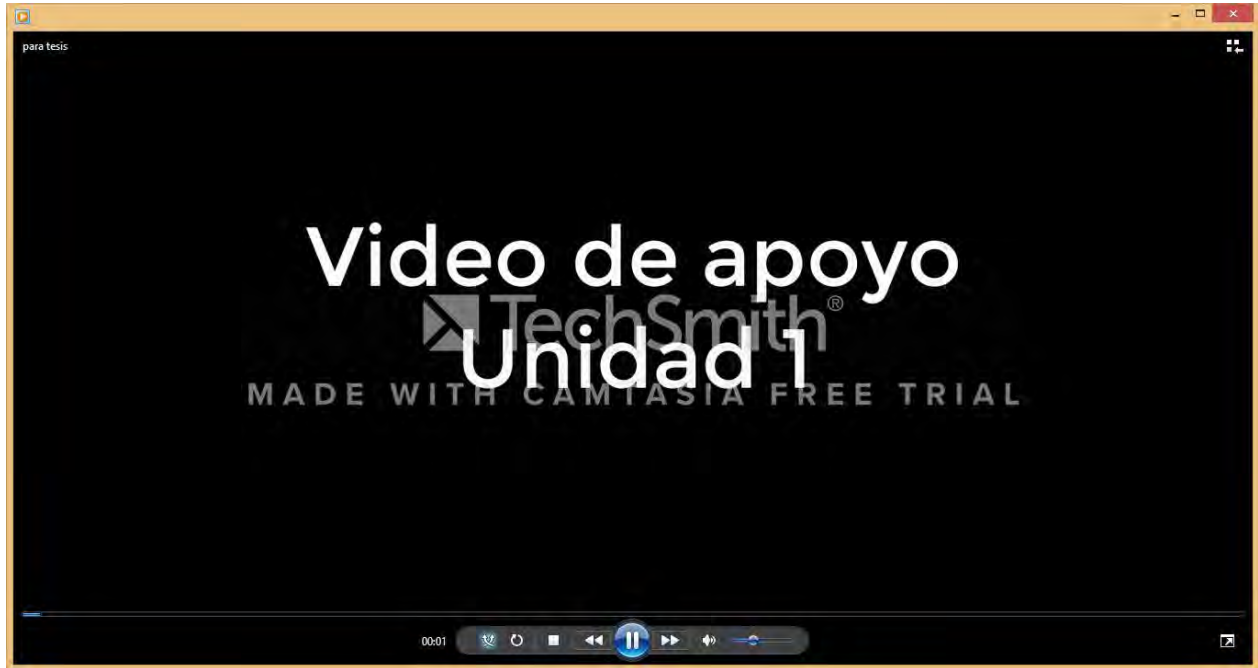 para tesis
Video de apoyo
TechSmith®
Unidad 1
MADE WITH CAMTASIA FREE TRIAL
00:01